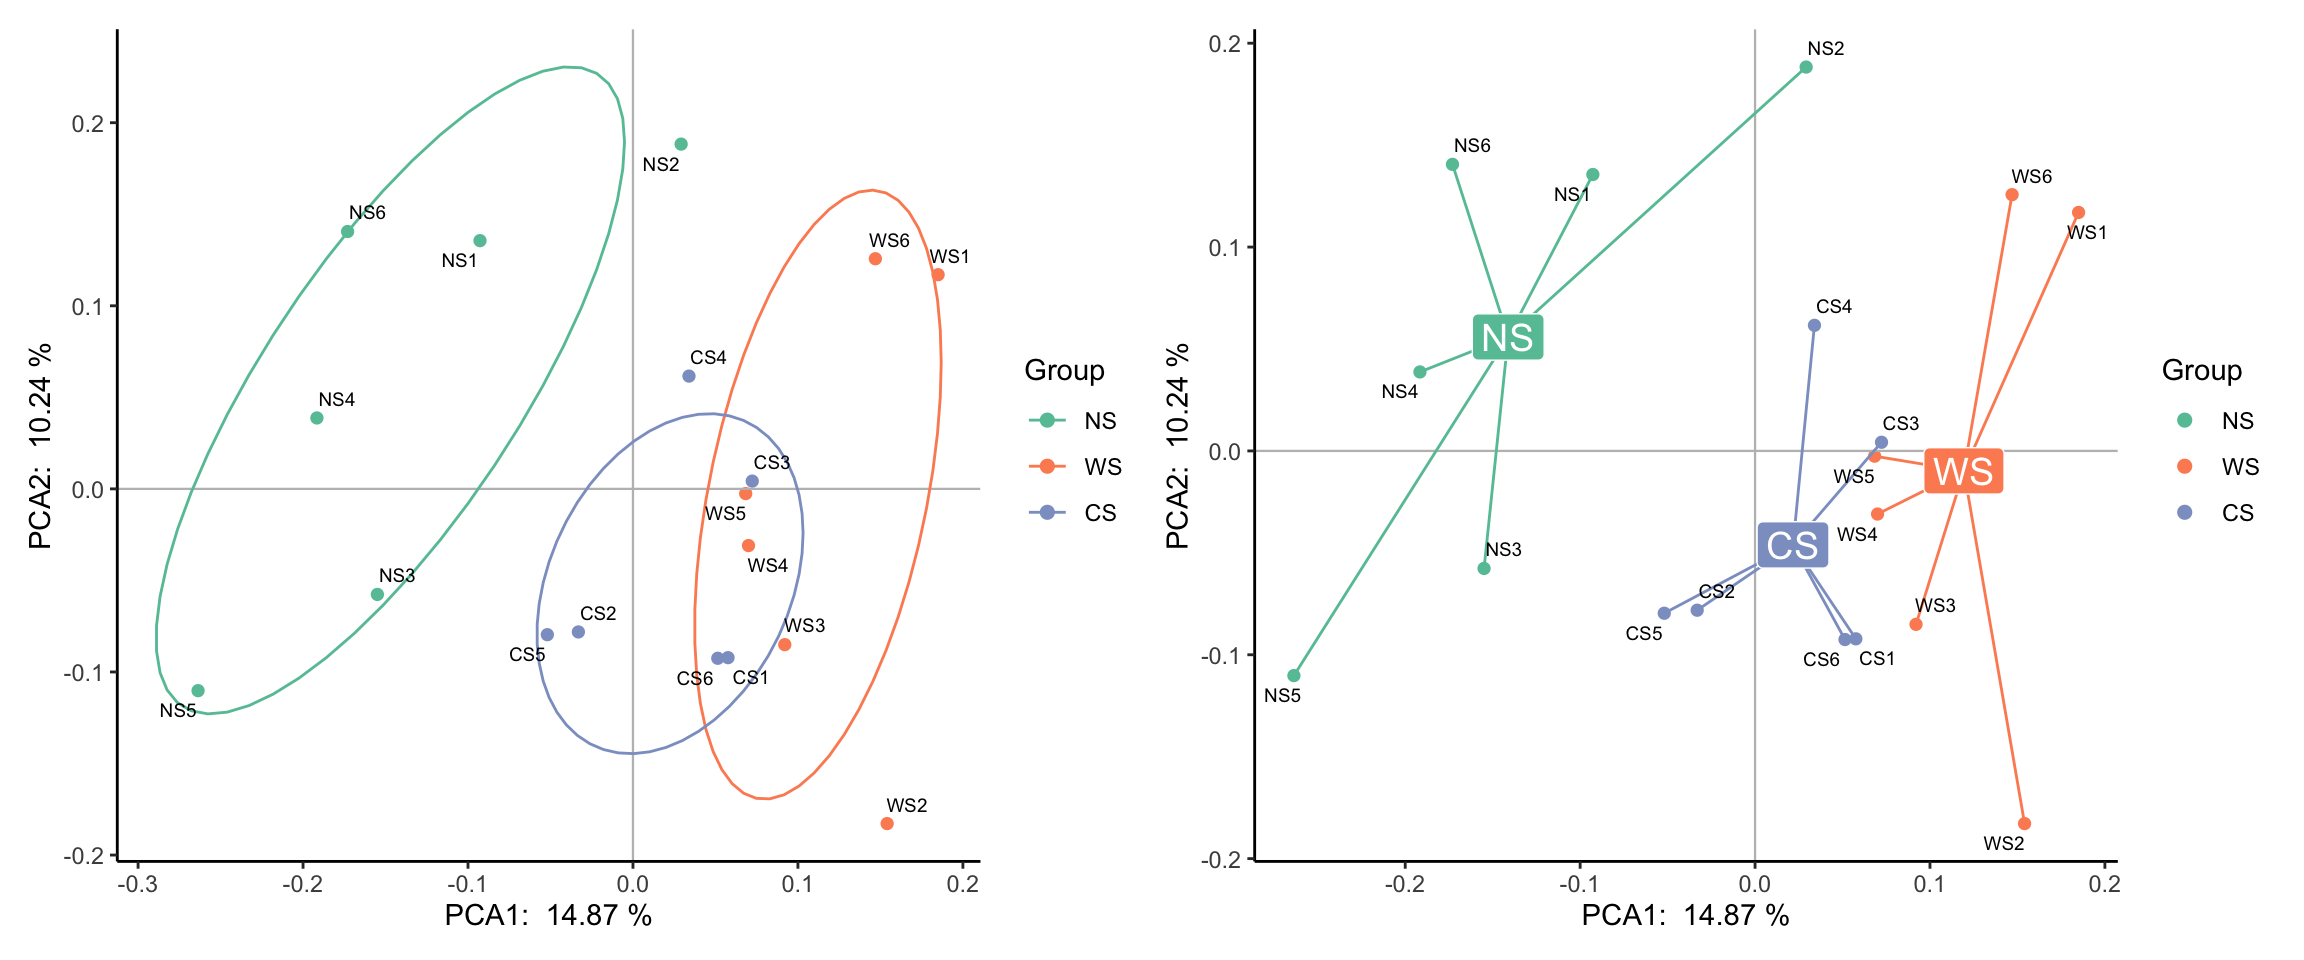 0.2
0.1
0.0
-0.1
-0.2
PCA2:  10.24 %
NS2
NS6
WS6
NS1
WS1
CS4
NS4
CS3
WS5
WS4
NS3
CS2
WS3
CS5
CS6
CS1
NS5
WS2
-0.3
-0.2
-0.1
0.0
0.1
0.2
PCA1:  14.87 %
Group
NS
WS
CS
0.2
0.1
0.0
-0.1
-0.2
PCA2:  10.24 %
NS2
NS6
WS6
NS1
WS1
CS4
NS
NS4
CS3
WS
WS5
WS4
CS
NS3
CS2
WS3
CS5
CS6
CS1
NS5
WS2
-0.2
-0.1
0.0
0.1
0.2
PCA1:  14.87 %
Group
NS
WS
CS